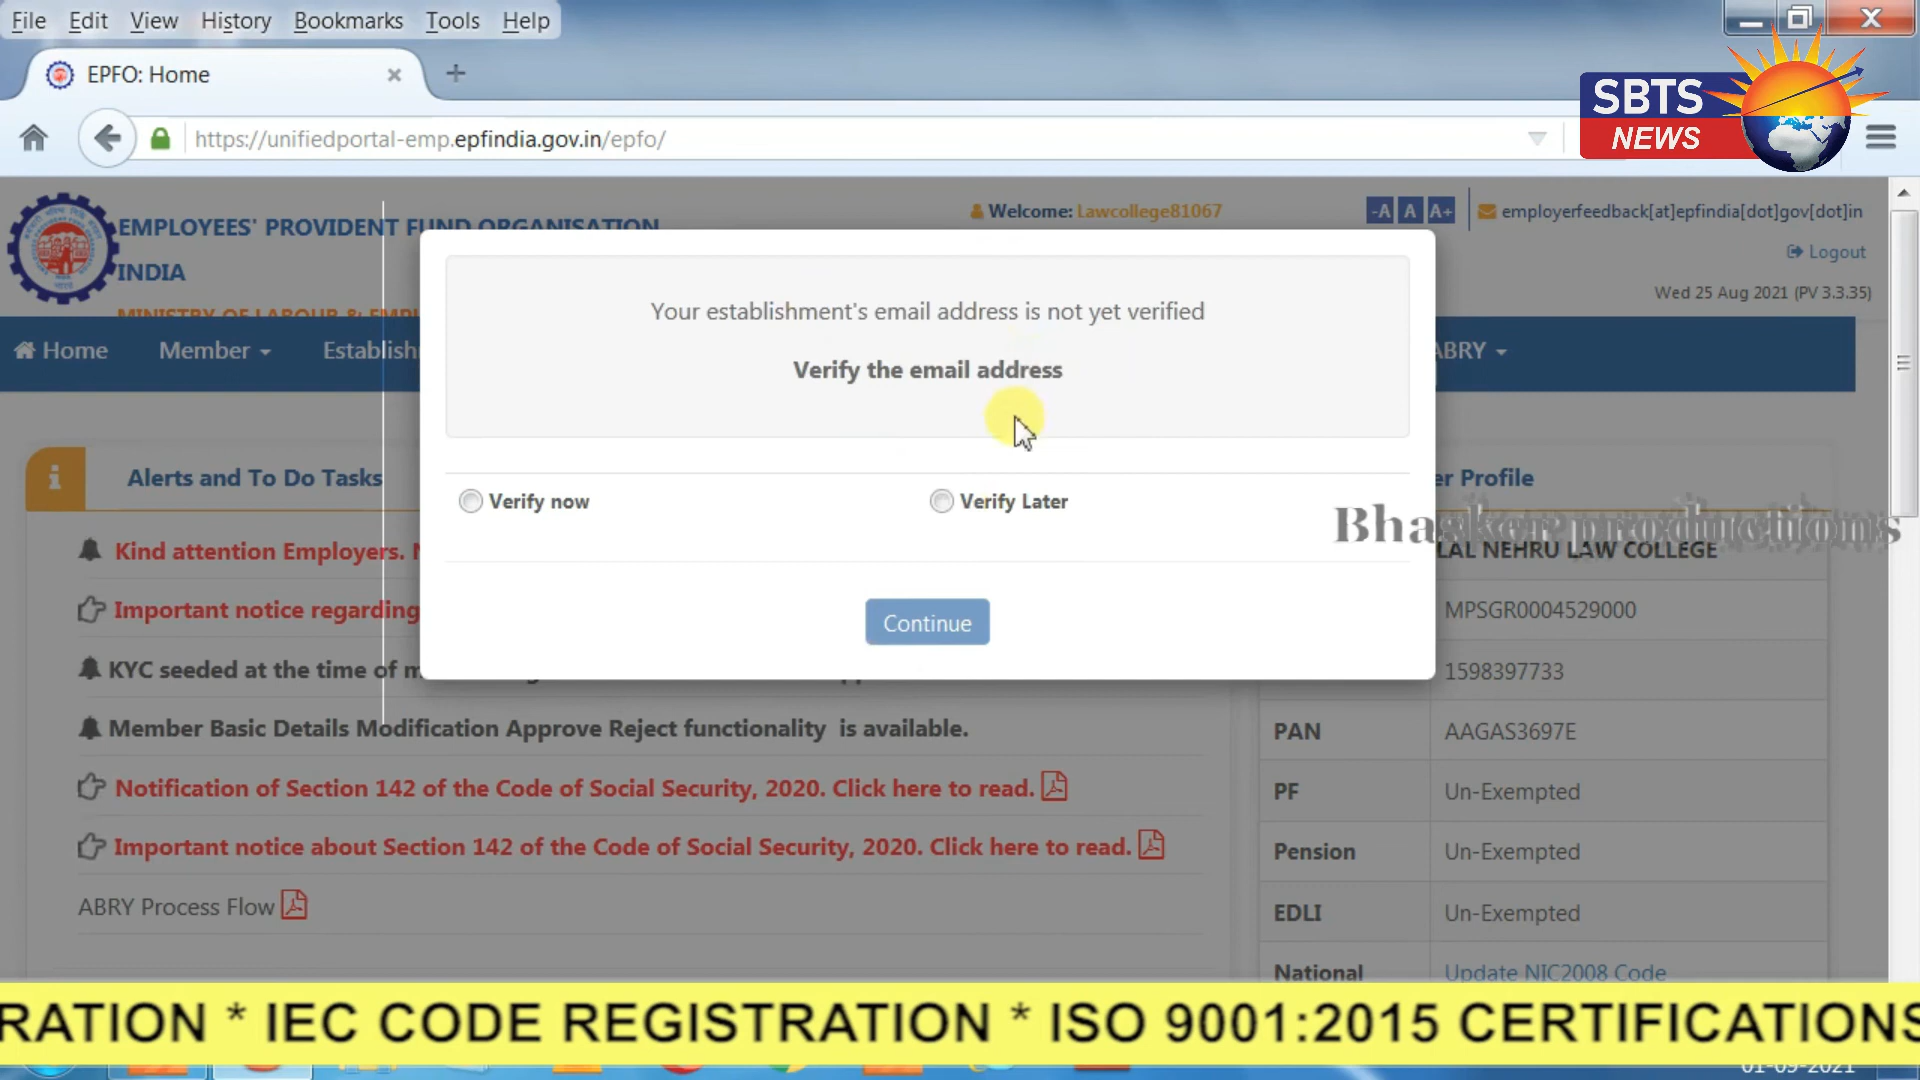 File Edit View History Bookmarks Tools Help
EPFO: Home
https://unifiedportal-emp.epfindia.gov.in/epfo/
SBTS
NEWS
EMPLOYEES' PROVIDENT FUND ORGANISATION
INDIA
Welcome: Lawcollege81067
-A A A+
employerfeedback[at]epfindia[dot]gov[dot]in
Logout
Wed 25 Aug 2021 (PV 3.3.35)
Home Member Establish ABRY
Your establishment's email address is not yet verified
Verify the email address
Verify now Verify Later
Continue
Alerts and To Do Tasks
Kind attention Employers.
Important notice regarding
KYC seeded at the time of
Member Basic Details Modification Approve Reject functionality is available.
Notification of Section 142 of the Code of Social Security, 2020. Click here to read.
Important notice about Section 142 of the Code of Social Security, 2020. Click here to read.
ABRY Process Flow
er Profile
Bhasker productions
LAL NEHRU LAW COLLEGE
MPSGR0004529000
1598397733
PAN AAGAS3697E
PF Un-Exempted
Pension Un-Exempted
EDLI Un-Exempted
National Update NIC2008 Code
RATION * IEC CODE REGISTRATION * ISO 9001:2015 CERTIFICATIONS
01-09-2021